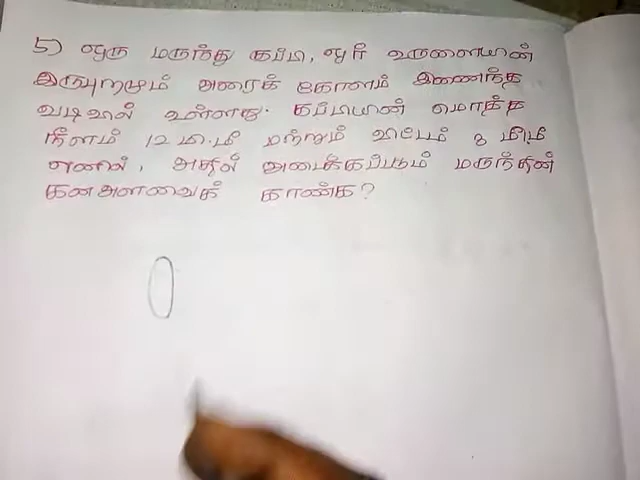 5) ஒரு மருந்து குப்பி, ஓர் உருளையின்
இருபுறமும் அரைக் கோளம் இணைந்த
வடிவில் உள்ளது. குப்பியின் மொத்த
நீளம் 12 மி.மீ மற்றும் விட்டம் 3 மி.மீ
எனில், அதில் அடைக்கப்படும் மருந்தின்
கனஅளவைக் காண்க?